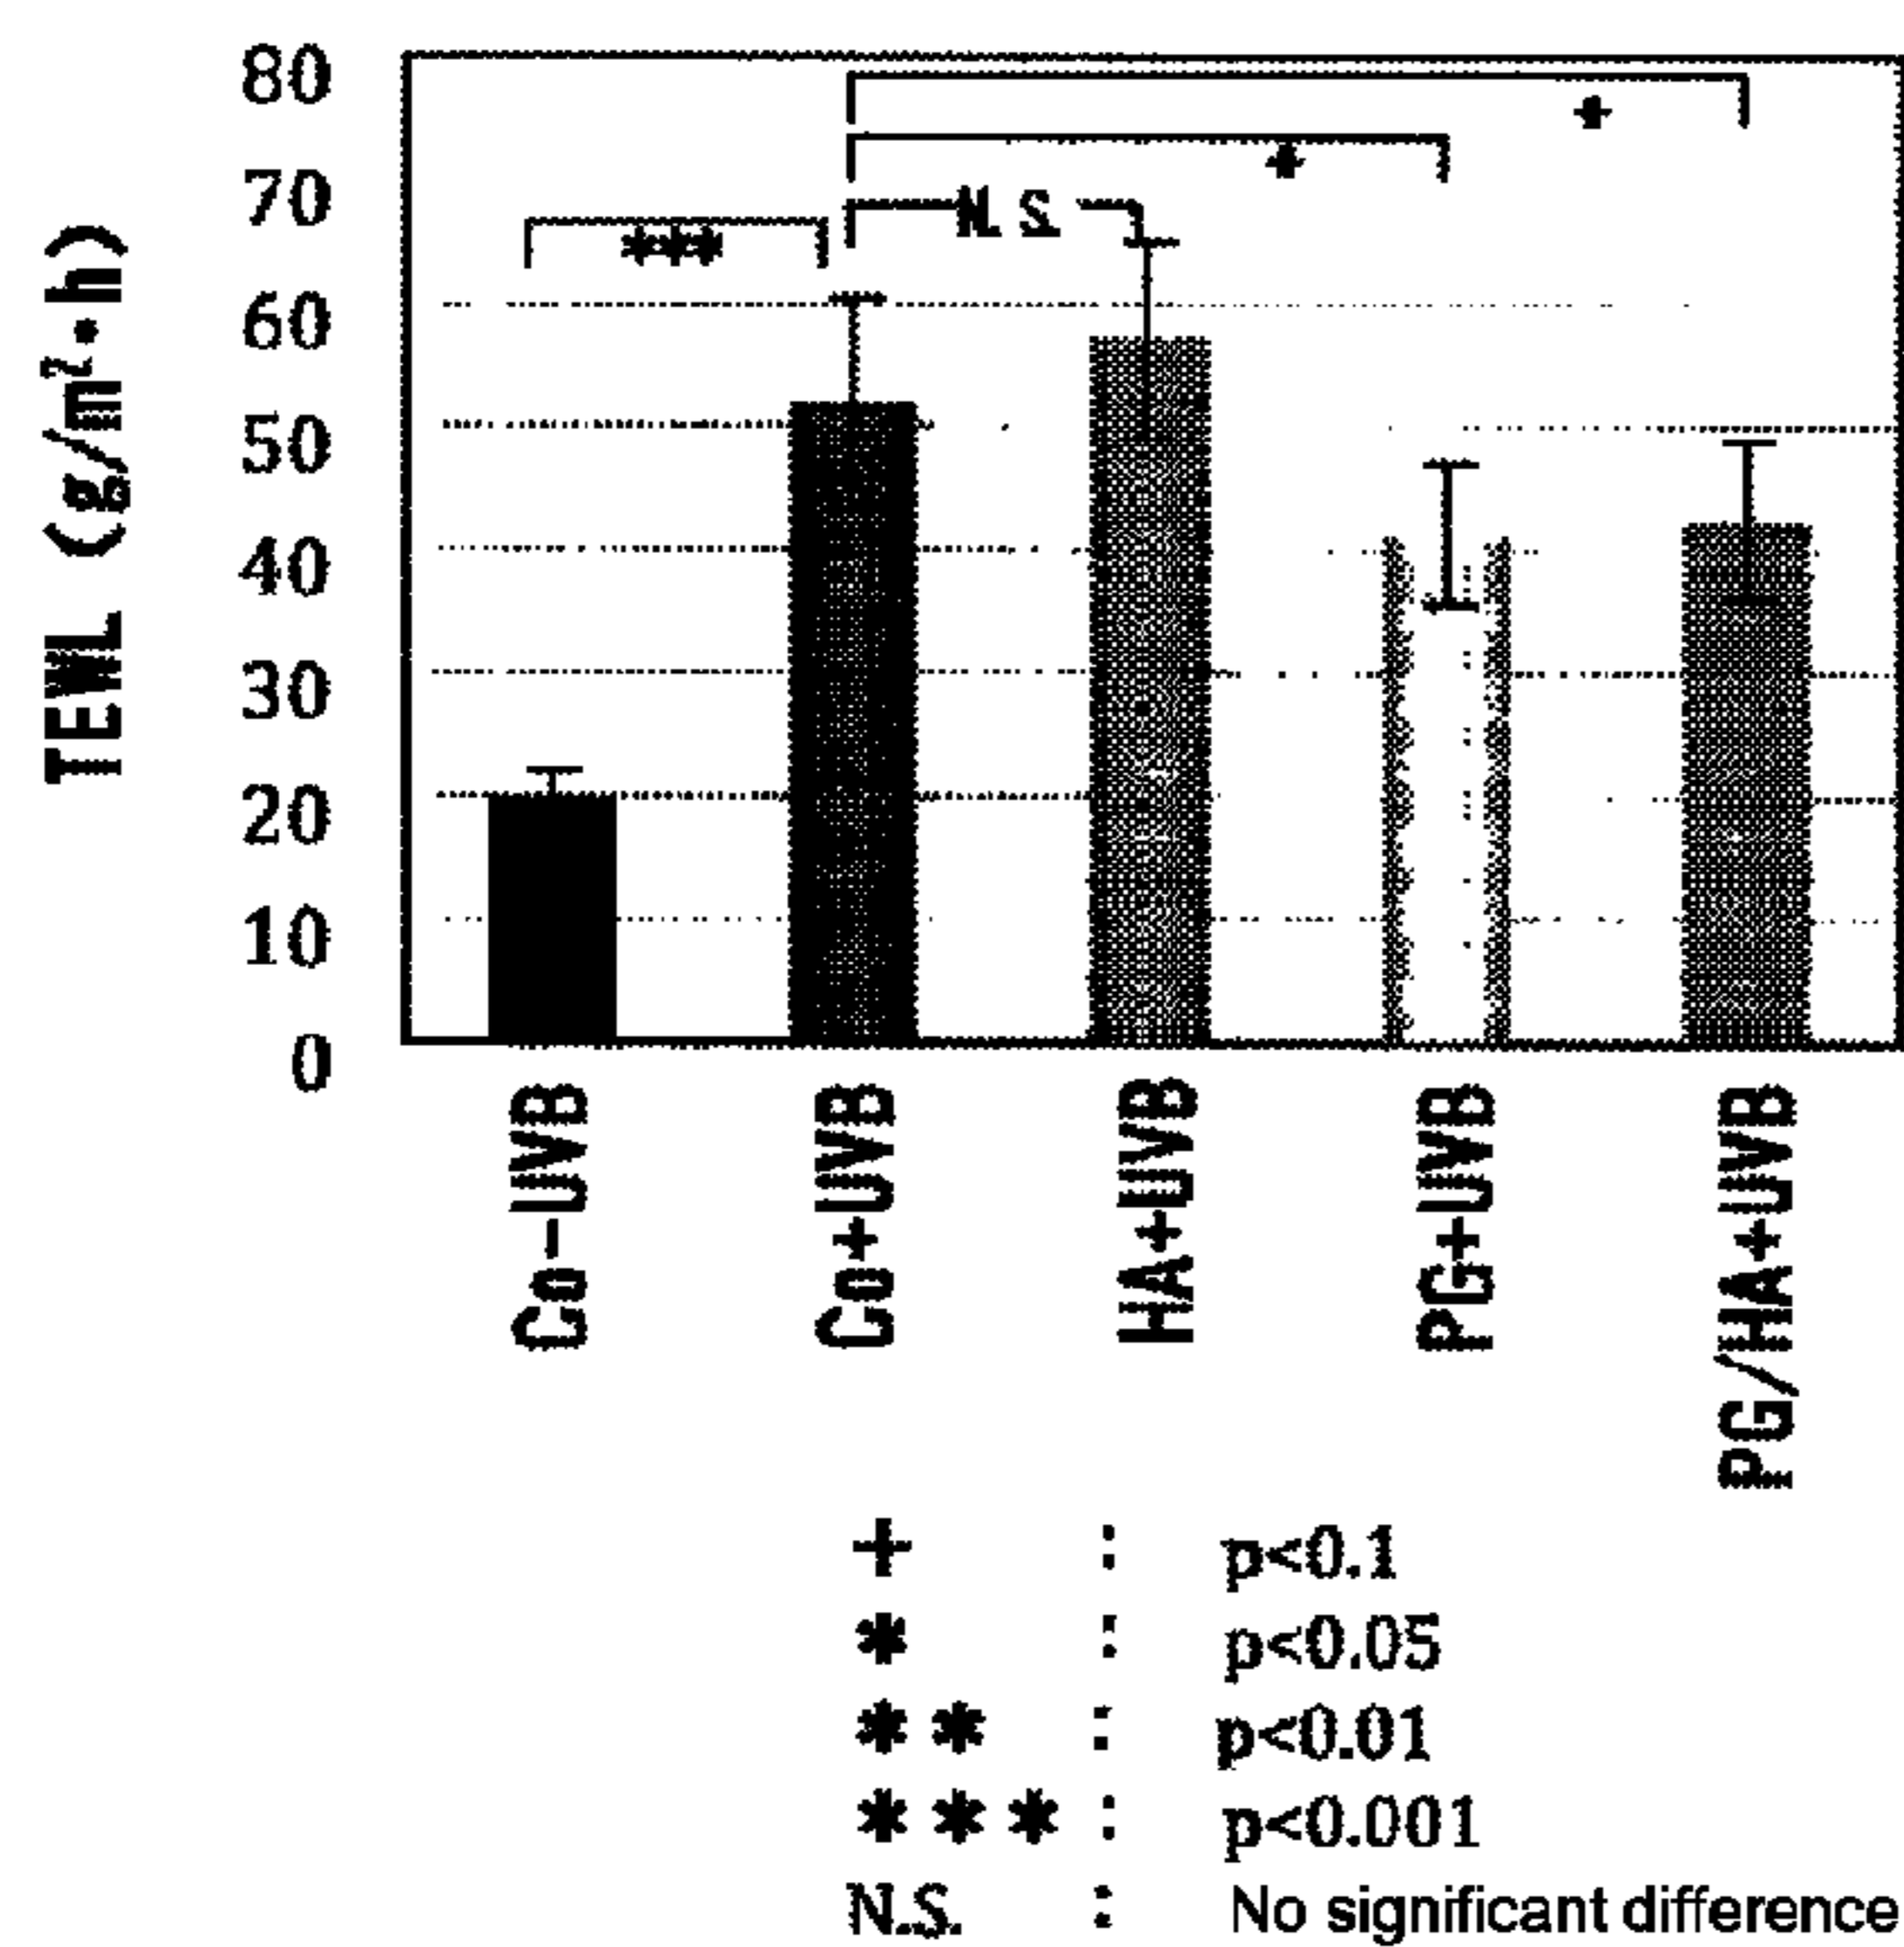 TEWL (g/m²·h)
80
70
60
50
40
30
20
10
0
***
N.S.
Co-UVB
Co+UVB
HA+UVB
PG+UVB
PG/HA+UVB
+ : p<0.1
* : p<0.05
** : p<0.01
*** : p<0.001
N.S. : No significant difference